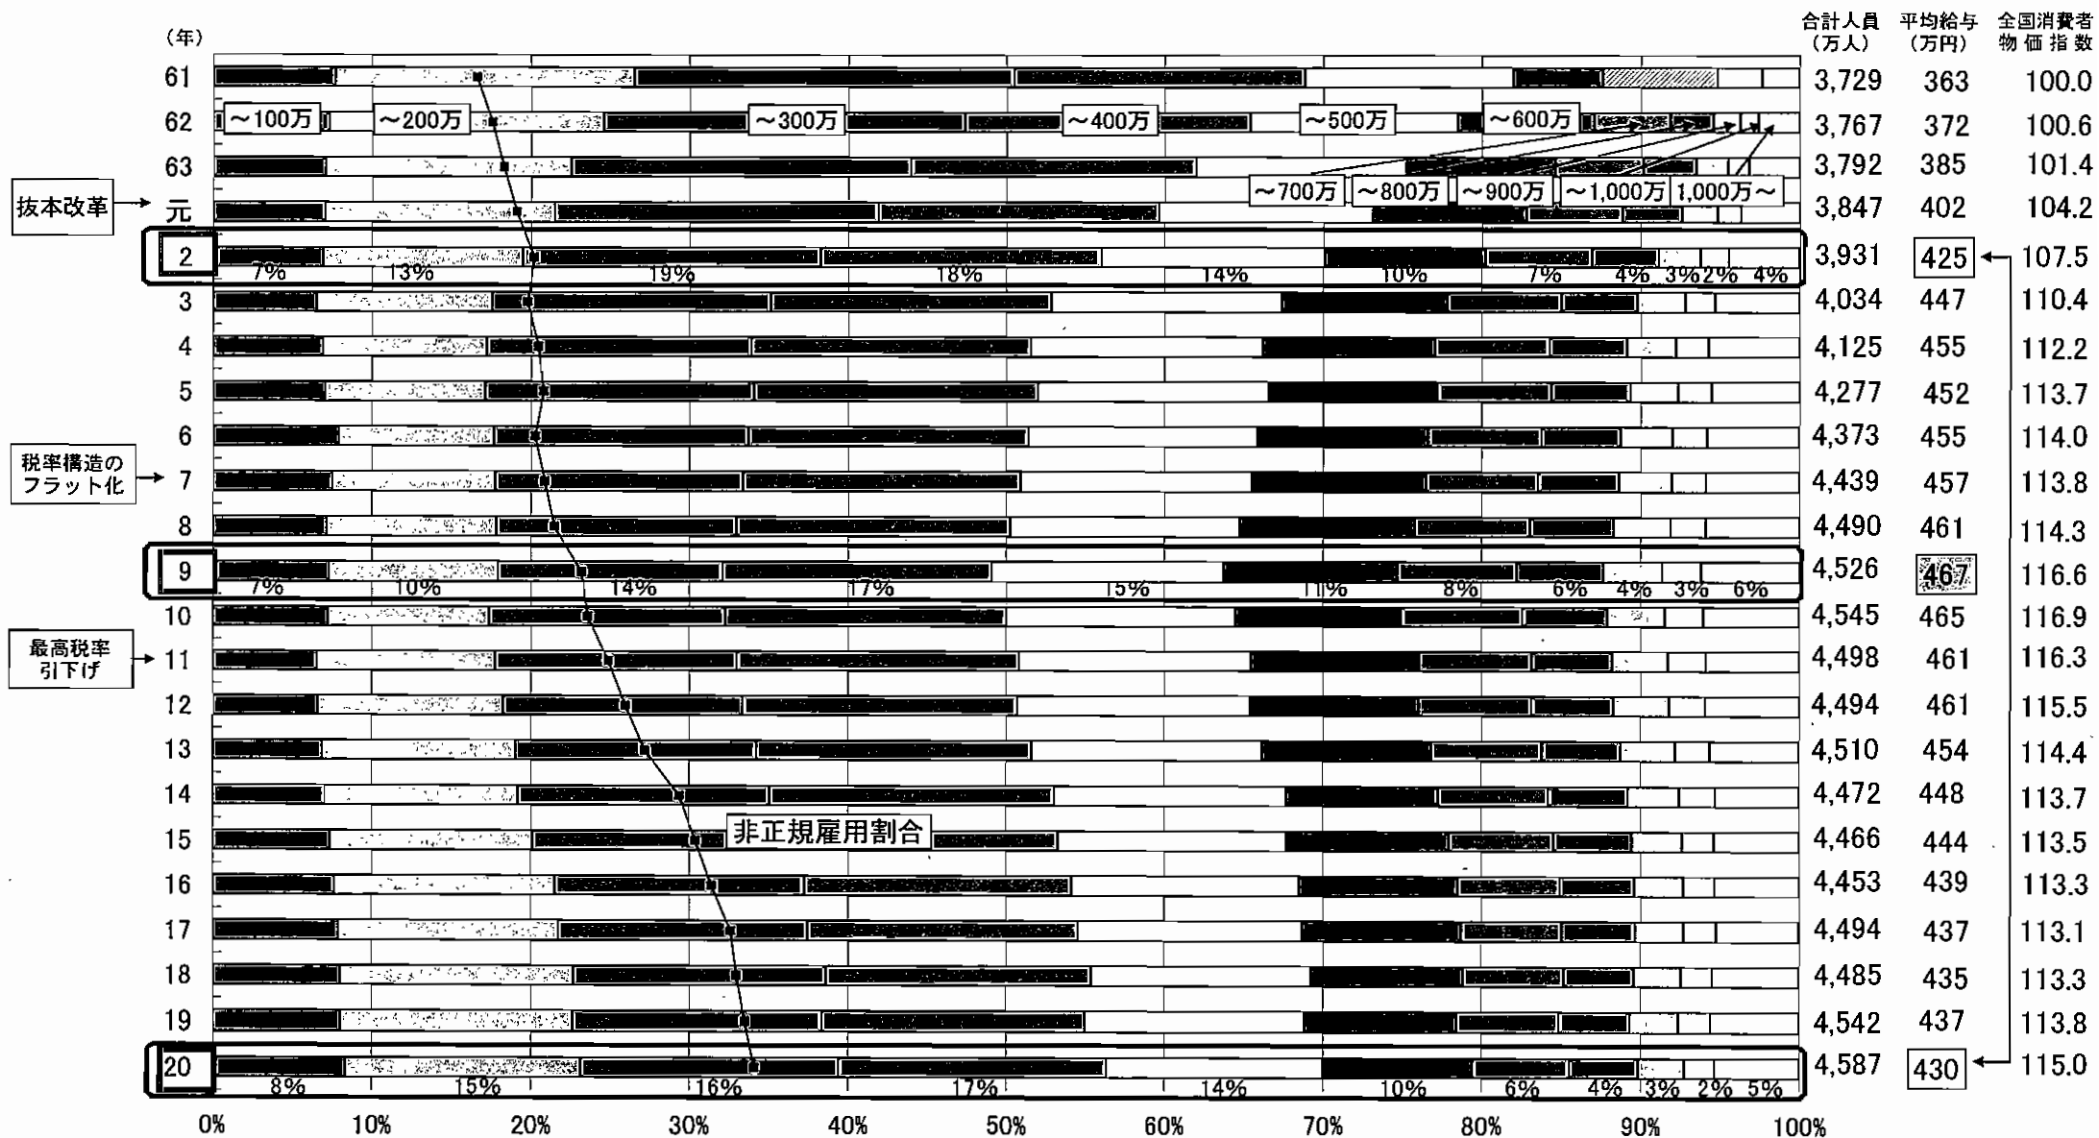 (年)
合計人員 平均給与 全国消費者
(万人) (万円) 物価指数
61 3,729 363 100.0
62 ～100万 ～200万 ～300万 ～400万 ～500万 ～600万 3,767 372 100.6
63 3,792 385 101.4
～700万 ～800万 ～900万 ～1,000万 1,000万～
抜本改革 → 元 3,847 402 104.2
2 3,931 425 107.5
7% 13% 19% 18% 14% 10% 7% 4% 3% 2% 4%
3 4,034 447 110.4
4 4,125 455 112.2
5 4,277 452 113.7
6 4,373 455 114.0
税率構造の
フラット化 → 7 4,439 457 113.8
8 4,490 461 114.3
9 4,526 467 116.6
7% 10% 14% 17% 15% 11% 8% 6% 4% 3% 6%
10 4,545 465 116.9
最高税率
引下げ → 11 4,498 461 116.3
12 4,494 461 115.5
13 4,510 454 114.4
14 4,472 448 113.7
非正規雇用割合
15 4,466 444 113.5
16 4,453 439 113.3
17 4,494 437 113.1
18 4,485 435 113.3
19 4,542 437 113.8
20 4,587 430 115.0
8% 15% 16% 17% 14% 10% 6% 4% 3% 2% 5%
0% 10% 20% 30% 40% 50% 60% 70% 80% 90% 100%